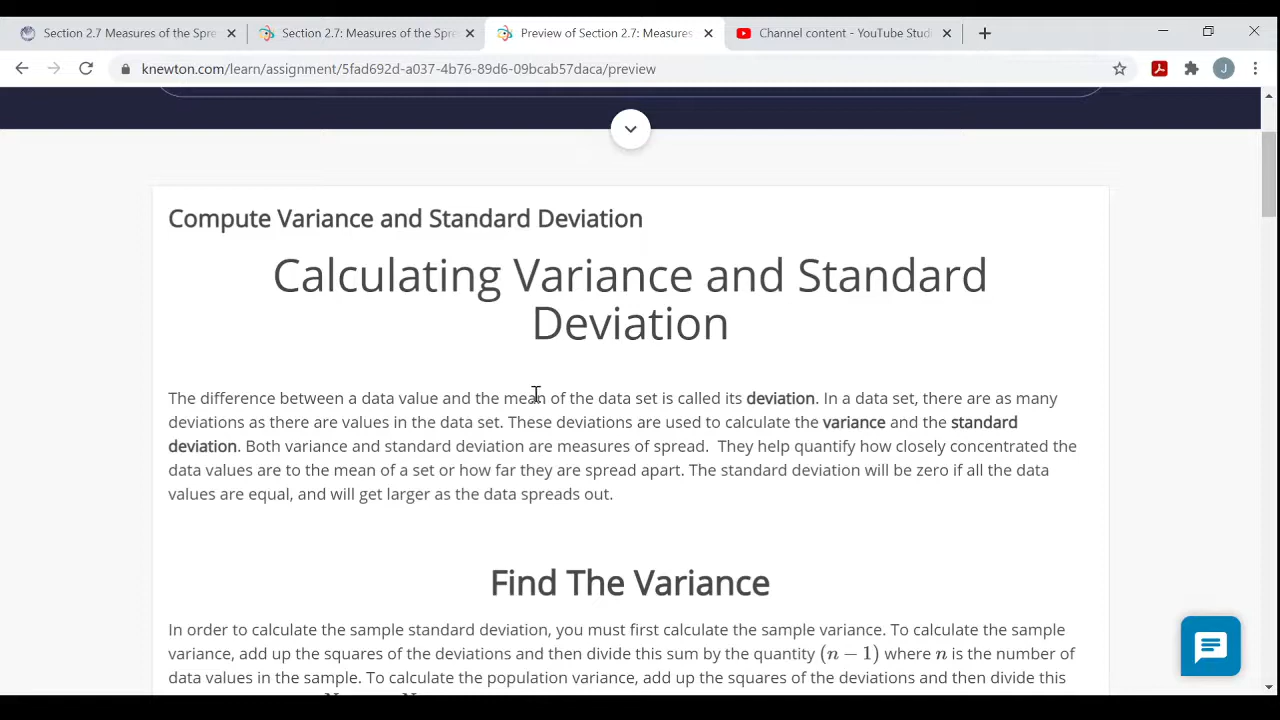 Section 2.7 Measures of the Spre
Section 2.7: Measures of the Spre
Preview of Section 2.7: Measures
Channel content - YouTube Studi
knewton.com/learn/assignment/5fad692d-a037-4b76-89d6-09bcab57daca/preview
J
Compute Variance and Standard Deviation
Calculating Variance and Standard
Deviation
The difference between a data value and the mean of the data set is called its deviation. In a data set, there are as many
deviations as there are values in the data set. These deviations are used to calculate the variance and the standard
deviation. Both variance and standard deviation are measures of spread.  They help quantify how closely concentrated the
data values are to the mean of a set or how far they are spread apart. The standard deviation will be zero if all the data
values are equal, and will get larger as the data spreads out.
Find The Variance
In order to calculate the sample standard deviation, you must first calculate the sample variance. To calculate the sample
variance, add up the squares of the deviations and then divide this sum by the quantity (n − 1) where n is the number of
data values in the sample. To calculate the population variance, add up the squares of the deviations and then divide this